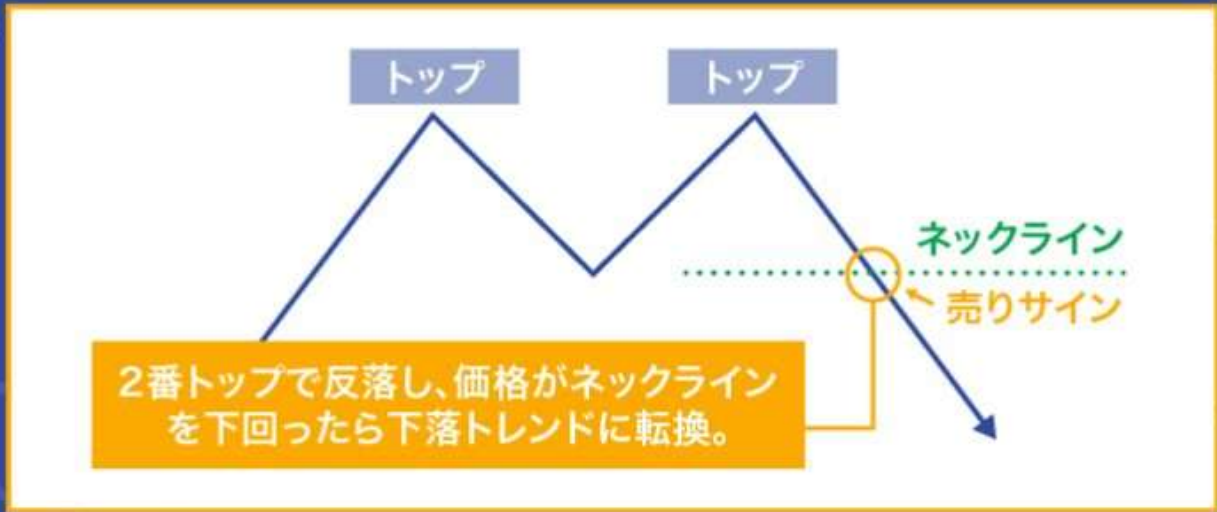 トップ
トップ
ネックライン
売りサイン
2番トップで反落し、価格がネックライン
を下回ったら下落トレンドに転換。